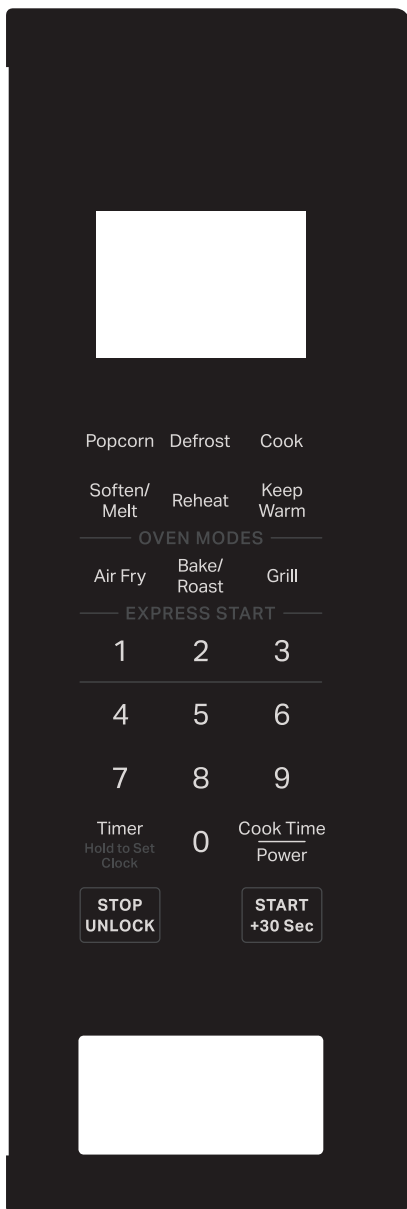 Popcorn Defrost Cook
Soften/
Melt
Reheat
Keep
Warm
OVEN MODES
Air Fry
Bake/
Roast
Grill
EXPRESS START
1 2 3
4 5 6
7 8 9
Timer
Hold to Set
Clock
0
Cook Time
Power
STOP
UNLOCK
START
+30 Sec